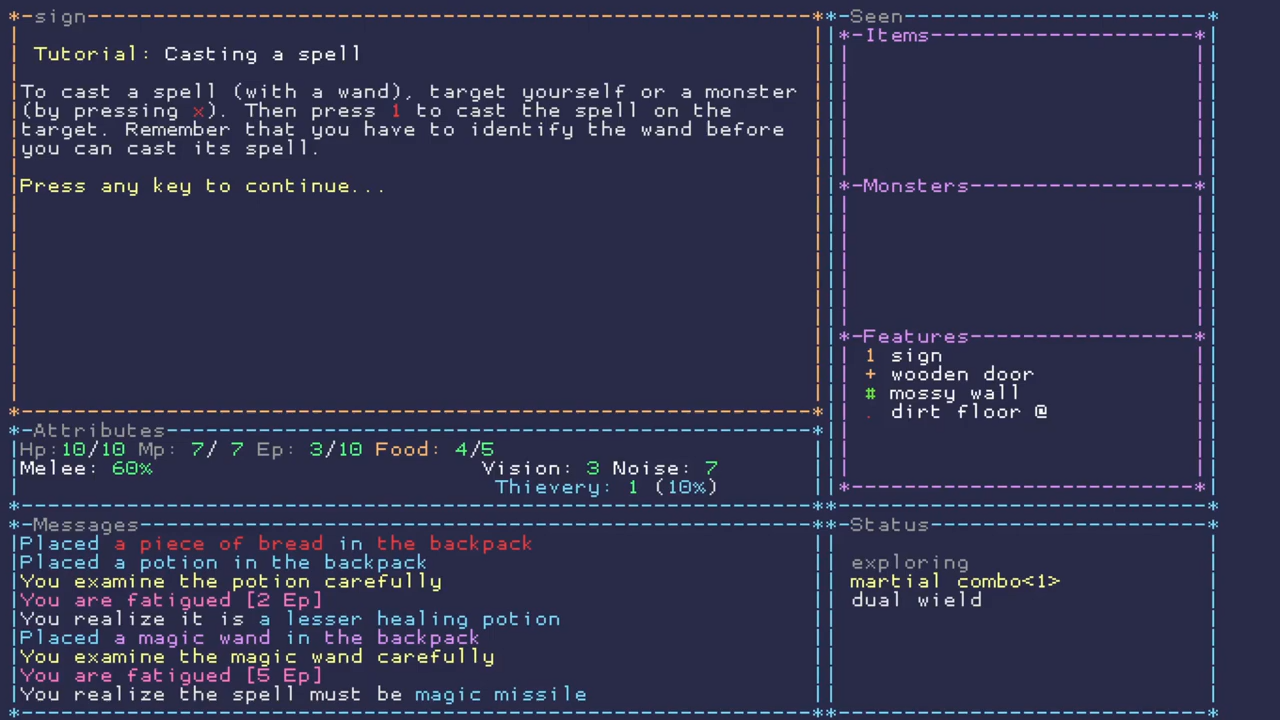 sign
Tutorial: Casting a spell
To cast a spell (with a wand), target yourself or a monster
(by pressing x). Then press 1 to cast the spell on the
target. Remember that you have to identify the wand before
you can cast its spell.
Press any key to continue...
Seen
Items
Monsters
Features
1 sign
+ wooden door
# mossy wall
. dirt floor @
Attributes
Hp:10/10 Mp: 7/ 7 Ep: 3/10 Food: 4/5
Melee: 60% Vision: 3 Noise: 7
Thievery: 1 (10%)
Messages
Placed a piece of bread in the backpack
Placed a potion in the backpack
You examine the potion carefully
You are fatigued [2 Ep]
You realize it is a lesser healing potion
Placed a magic wand in the backpack
You examine the magic wand carefully
You are fatigued [5 Ep]
You realize the spell must be magic missile
Status
exploring
martial combo<1>
dual wield